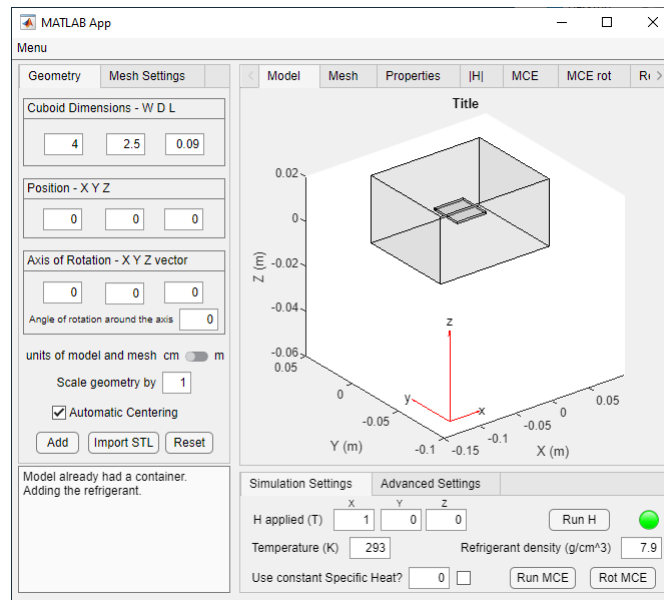 MATLAB App
Menu
Geometry
Mesh Settings
Cuboid Dimensions - W D L
4
2.5
0.09
Position - X Y Z
0
0
0
Axis of Rotation - X Y Z vector
0
0
0
Angle of rotation around the axis
0
units of model and mesh
cm
m
Scale geometry by
1
Automatic Centering
Add
Import STL
Reset
Model already had a container.
Adding the refrigerant.
Model
Mesh
Properties
|H|
MCE
MCE rot
Title
0.02
0
-0.02
-0.04
-0.06
Z (m)
0.05
0
-0.05
-0.1
Y (m)
-0.15
-0.1
-0.05
0
0.05
X (m)
z
y
x
Simulation Settings
Advanced Settings
X
Y
Z
H applied (T)
1
0
0
Run H
Temperature (K)
293
Refrigerant density (g/cm^3)
7.9
Use constant Specific Heat?
0
Run MCE
Rot MCE